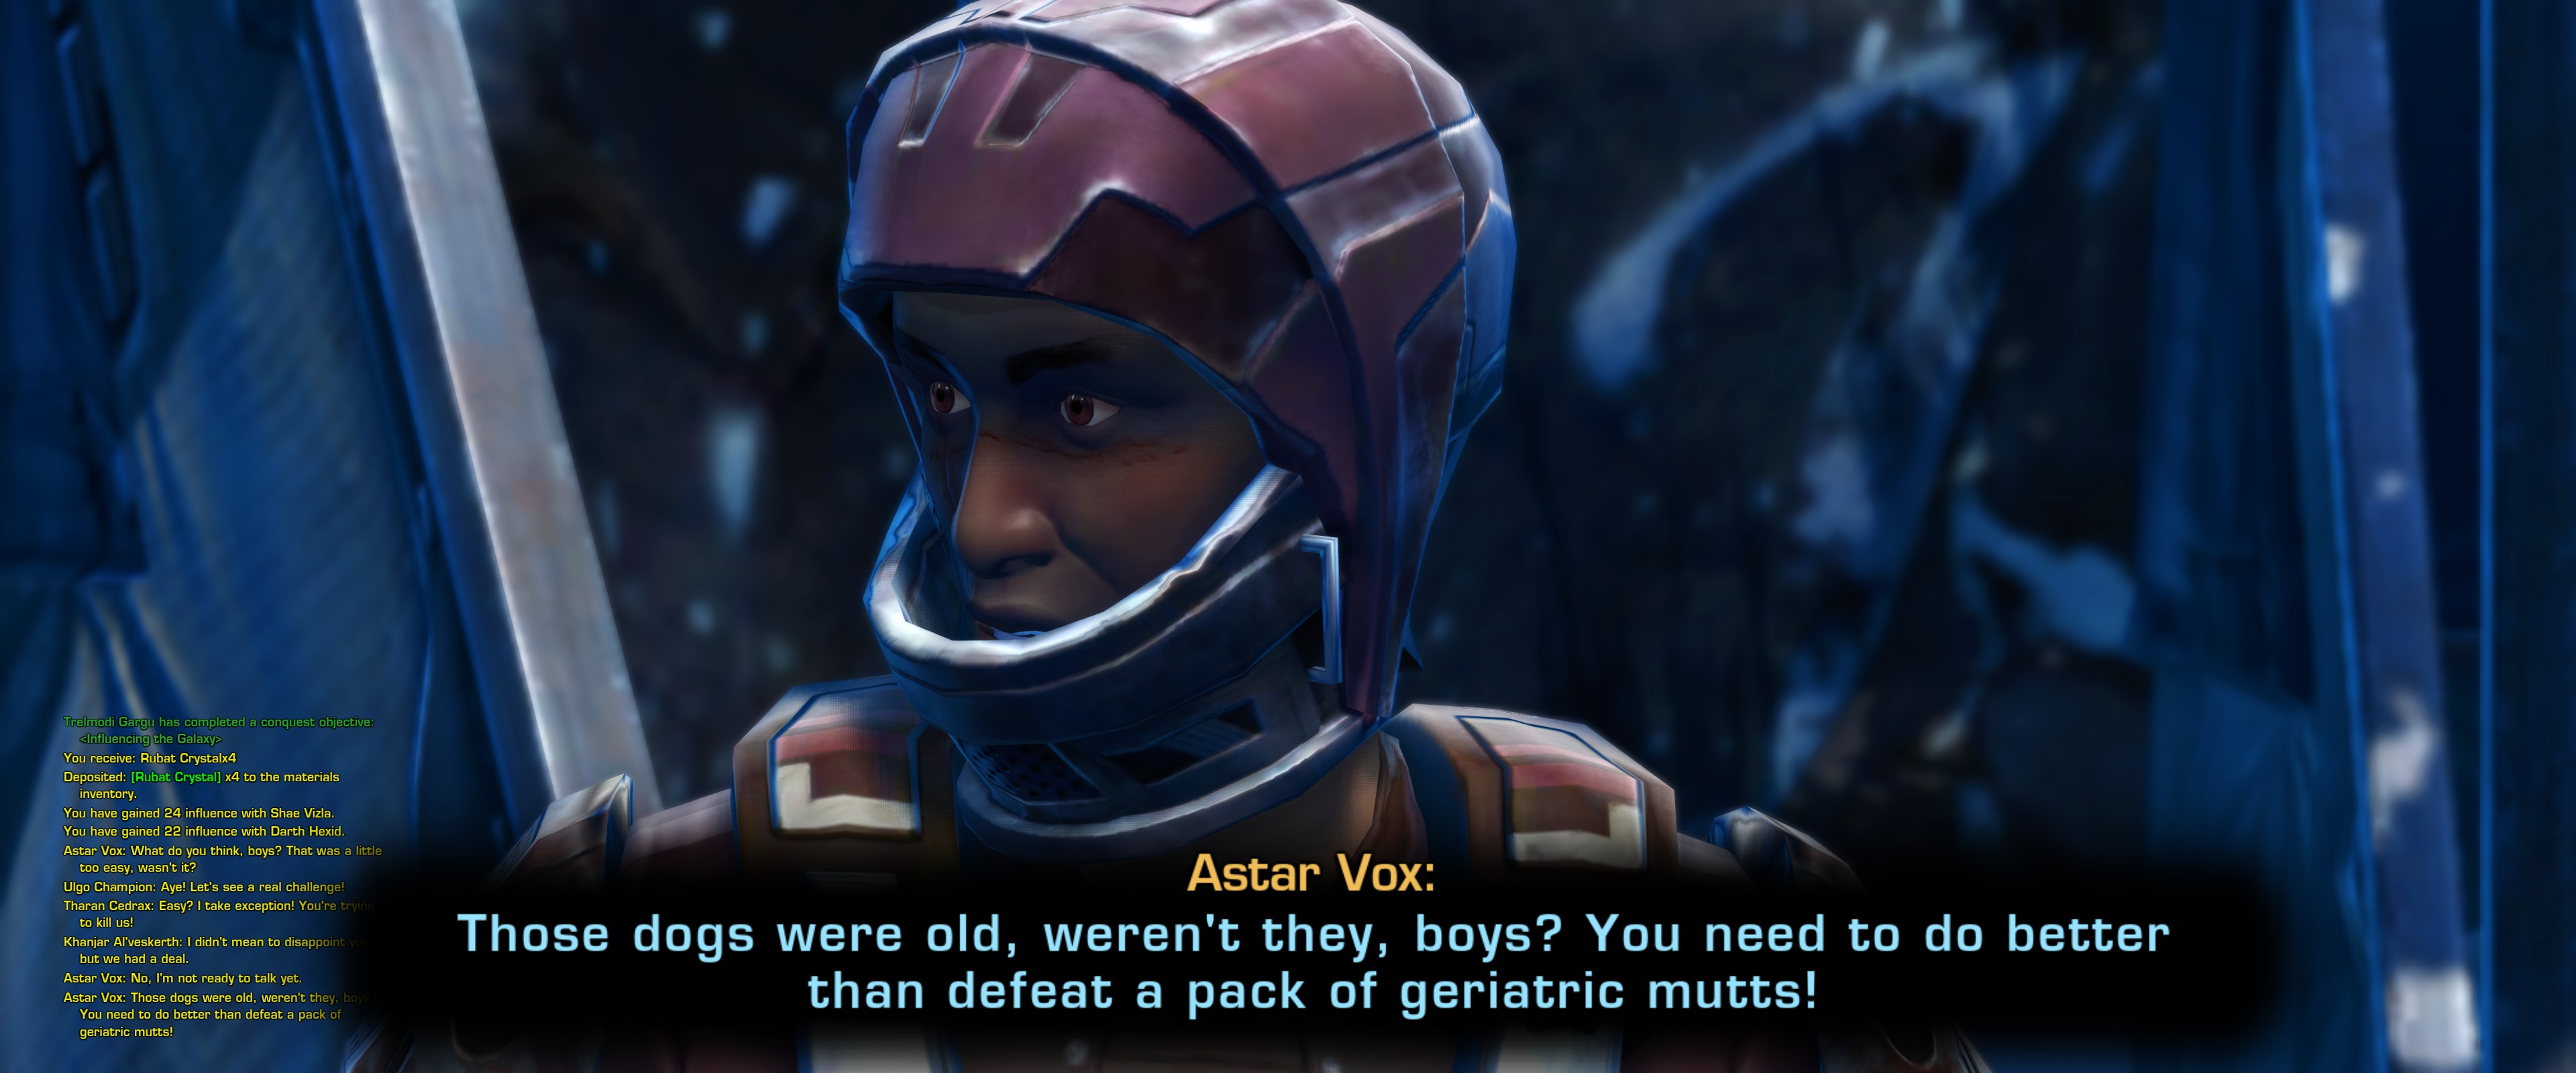 Trelmodi Gargu has completed a conquest objective:
<Influencing the Galaxy>
You receive: Rubat Crystalx4
Deposited: [Rubat Crystal] x4 to the materials
inventory.
You have gained 24 influence with Shae Vizla.
You have gained 22 influence with Darth Hexid.
Astar Vox: What do you think, boys? That was a little
too easy, wasn't it?
Ulgo Champion: Aye! Let's see a real challenge!
Tharan Cedrax: Easy? I take exception! You're trying
to kill us!
Khanjar Al'veskerth: I didn't mean to disappoint
but we had a deal.
Astar Vox: No, I'm not ready to talk yet.
Astar Vox: Those dogs were old, weren't they, boys?
You need to do better than defeat a pack of
geriatric mutts!
Astar Vox:
Those dogs were old, weren't they, boys? You need to do better
than defeat a pack of geriatric mutts!